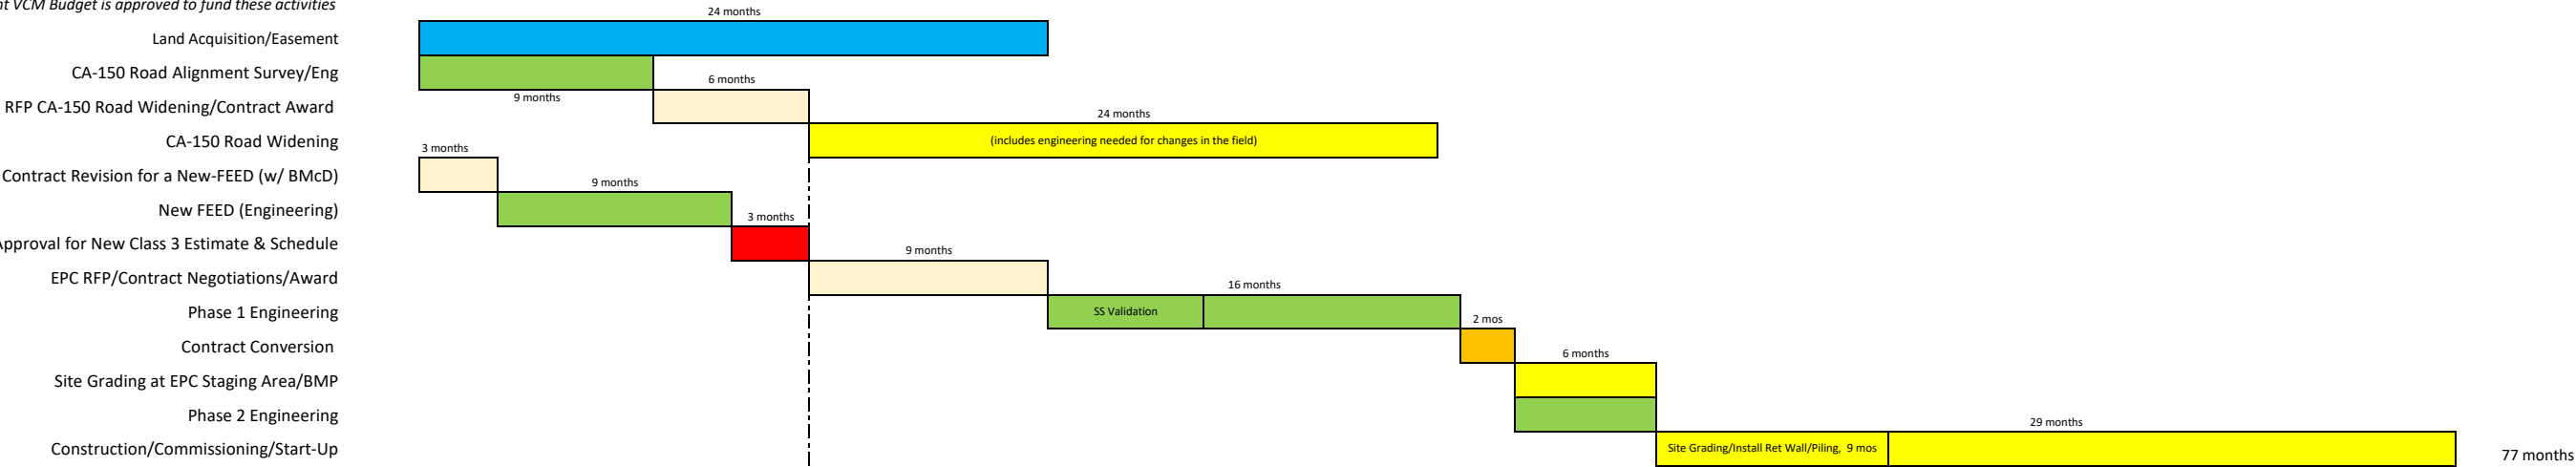 VCM Budget is approved to fund these activities
24 months
Land Acquisition/Easement
CA-150 Road Alignment Survey/Eng
6 months
9 months
RFP CA-150 Road Widening/Contract Award
24 months
CA-150 Road Widening
(includes engineering needed for changes in the field)
3 months
Contract Revision for a New-FEED (w/ BMcD)
9 months
New FEED (Engineering)
3 months
Approval for New Class 3 Estimate & Schedule
9 months
EPC RFP/Contract Negotiations/Award
16 months
Phase 1 Engineering
SS Validation
2 mos
Contract Conversion
6 months
Site Grading at EPC Staging Area/BMP
Phase 2 Engineering
29 months
Construction/Commissioning/Start-Up
Site Grading/Install Ret Wall/Piling, 9 mos
77 months